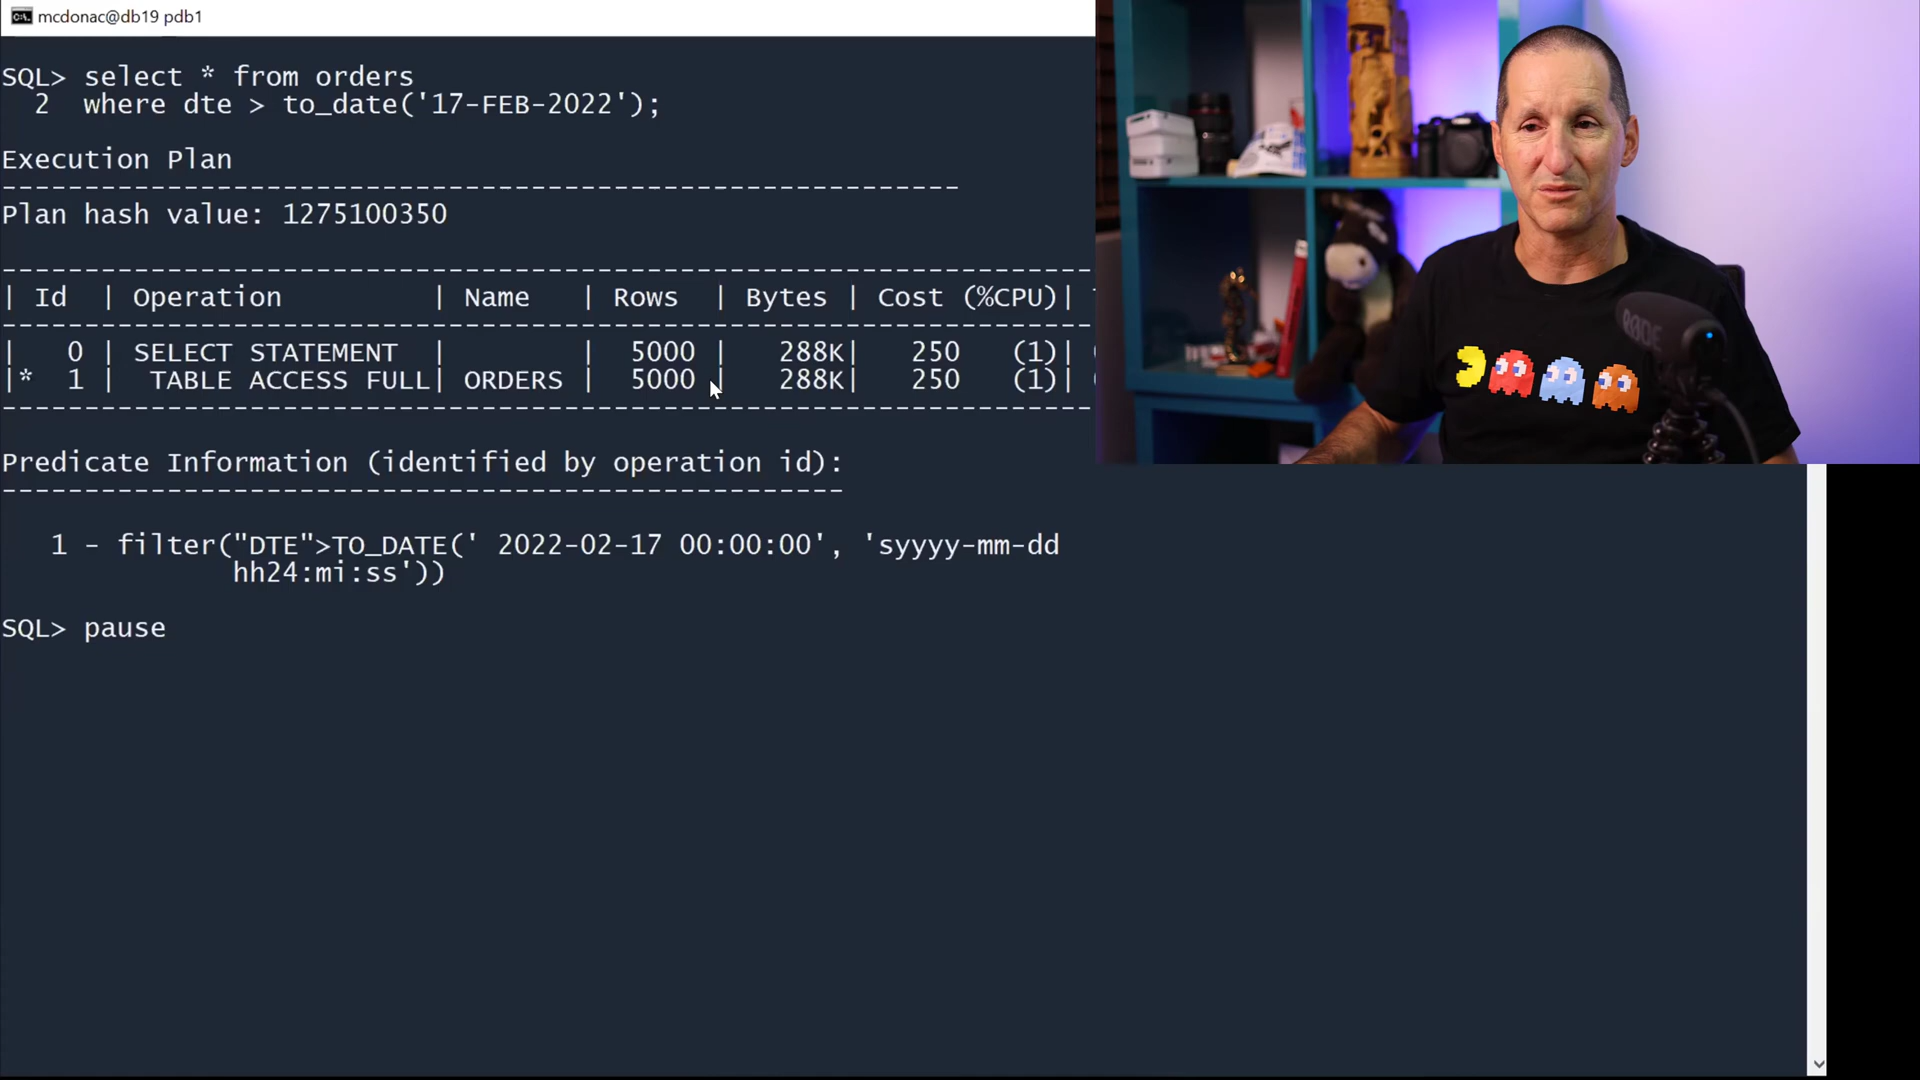 mcdonac@db19 pdb1
SQL> select * from orders
2 where dte > to_date('17-FEB-2022');
Execution Plan
----------------------------------------------------------
Plan hash value: 1275100350
| Id | Operation | Name | Rows | Bytes | Cost (%CPU)|
| 0 | SELECT STATEMENT | | 5000 | 288K| 250 (1)|
|* 1 | TABLE ACCESS FULL| ORDERS | 5000 | 288K| 250 (1)|
Predicate Information (identified by operation id):
---------------------------------------------------
1 - filter("DTE">TO_DATE(' 2022-02-17 00:00:00', 'syyyy-mm-dd
hh24:mi:ss'))
SQL> pause
RØDE